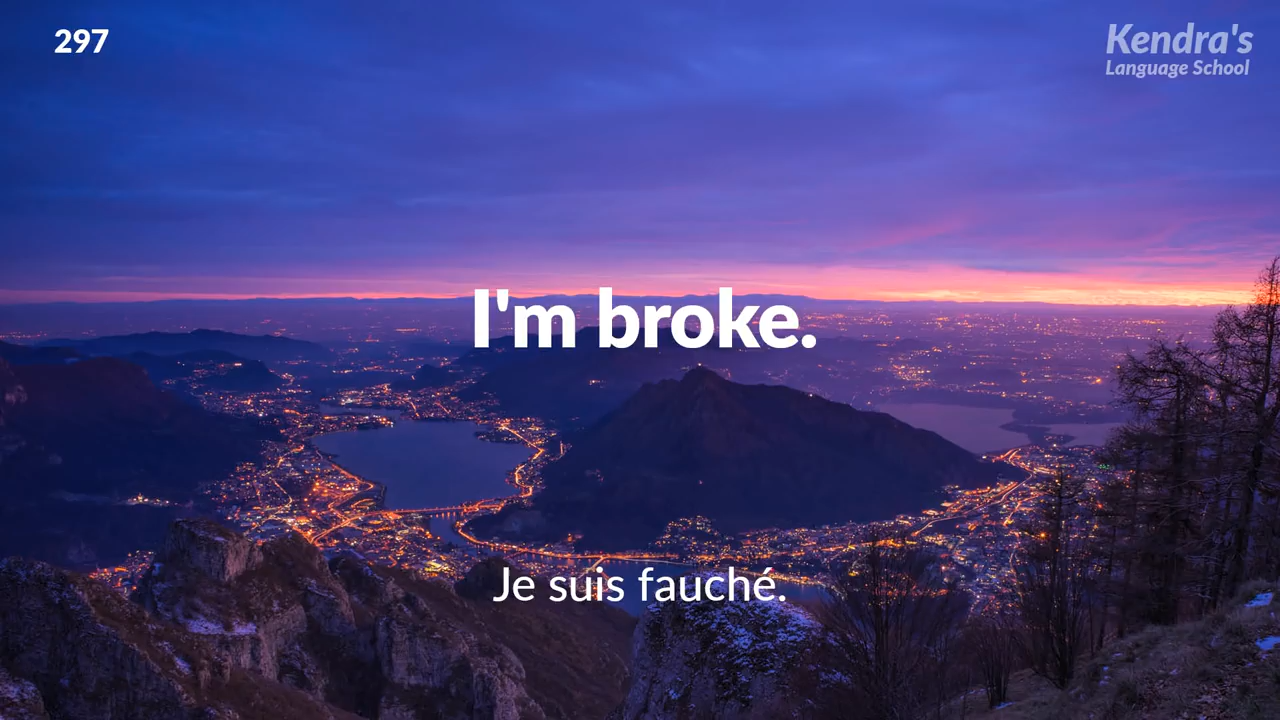 297
Kendra's
Language School
I'm broke.
Je suis fauché.